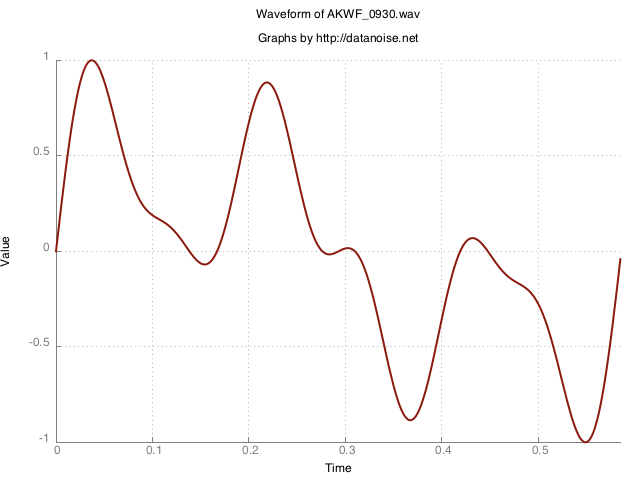 Waveform of AKWF_0930.wav
Graphs by http://datanoise.net
1
0.5
0
-0.5
-1
Value
0 0.1 0.2 0.3 0.4 0.5
Time